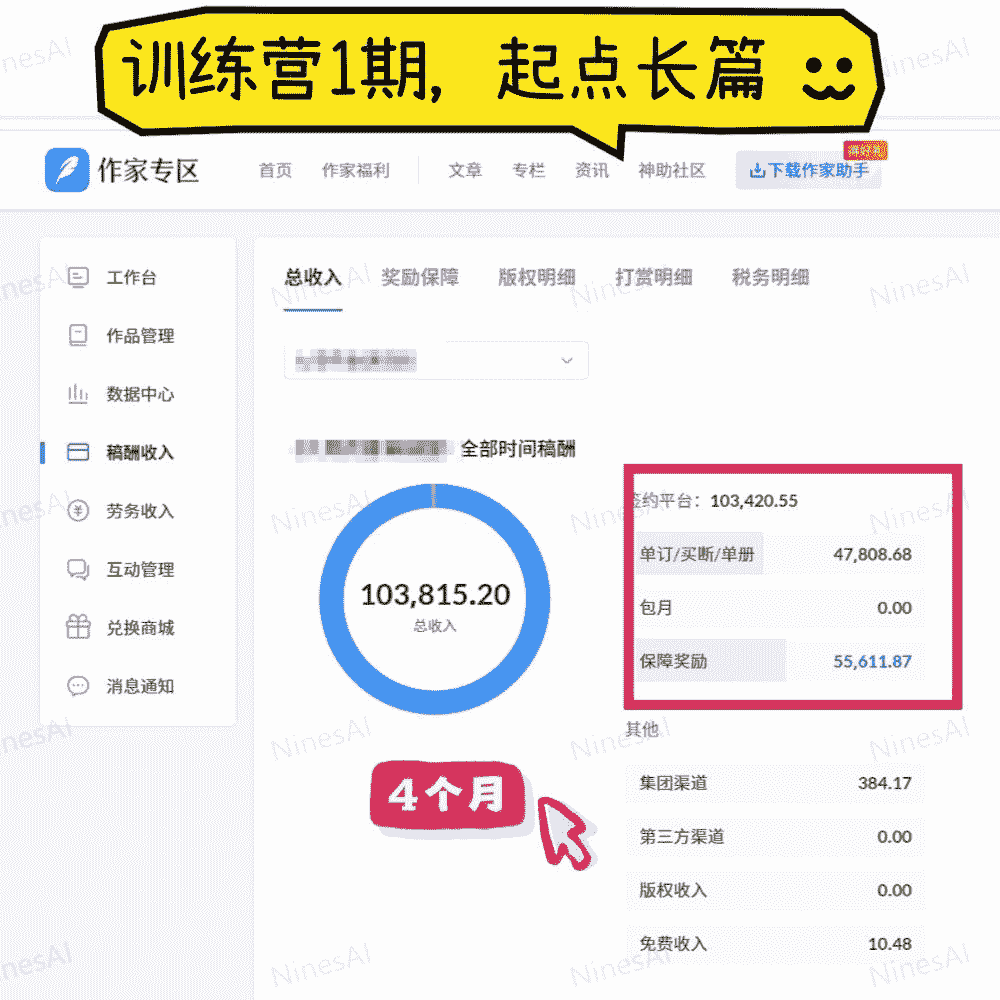 训练营1期，起点长篇
作家专区
首页 作家福利 文章 专栏 资讯 神助社区 下载作家助手
工作台
作品管理
数据中心
稿酬收入
劳务收入
互动管理
兑换商城
消息通知
总收入 奖励保障 版权明细 打赏明细 税务明细
全部时间稿酬
103,815.20
总收入
签约平台：103,420.55
单订/买断/单册 47,808.68
包月 0.00
保障奖励 55,611.87
其他
集团渠道 384.17
第三方渠道 0.00
版权收入 0.00
免费收入 10.48
4个月
NinesAI